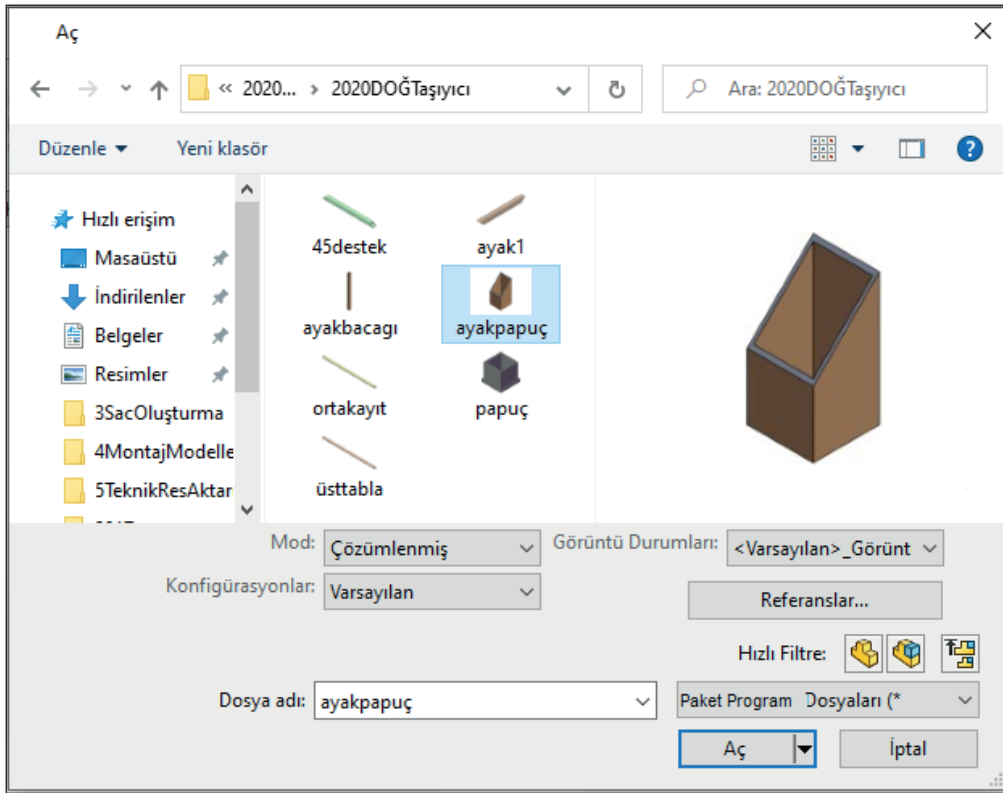 Aç
« 2020... › 2020DOĞTaşıyıcı
Ara: 2020DOĞTaşıyıcı
Düzenle
Yeni klasör
?
Hızlı erişim
Masaüstü
İndirilenler
Belgeler
Resimler
3SacOluşturma
4MontajModelle
5TeknikResAktar
45destek
ayak1
ayakbacagı
ayakpapuç
ortakayıt
papuç
üsttabla
Mod: Çözümlenmiş
Görüntü Durumları: <Varsayılan>_Görünt
Konfigürasyonlar: Varsayılan
Referanslar...
Hızlı Filtre:
Dosya adı: ayakpapuç
Paket Program Dosyaları (*
Aç
İptal